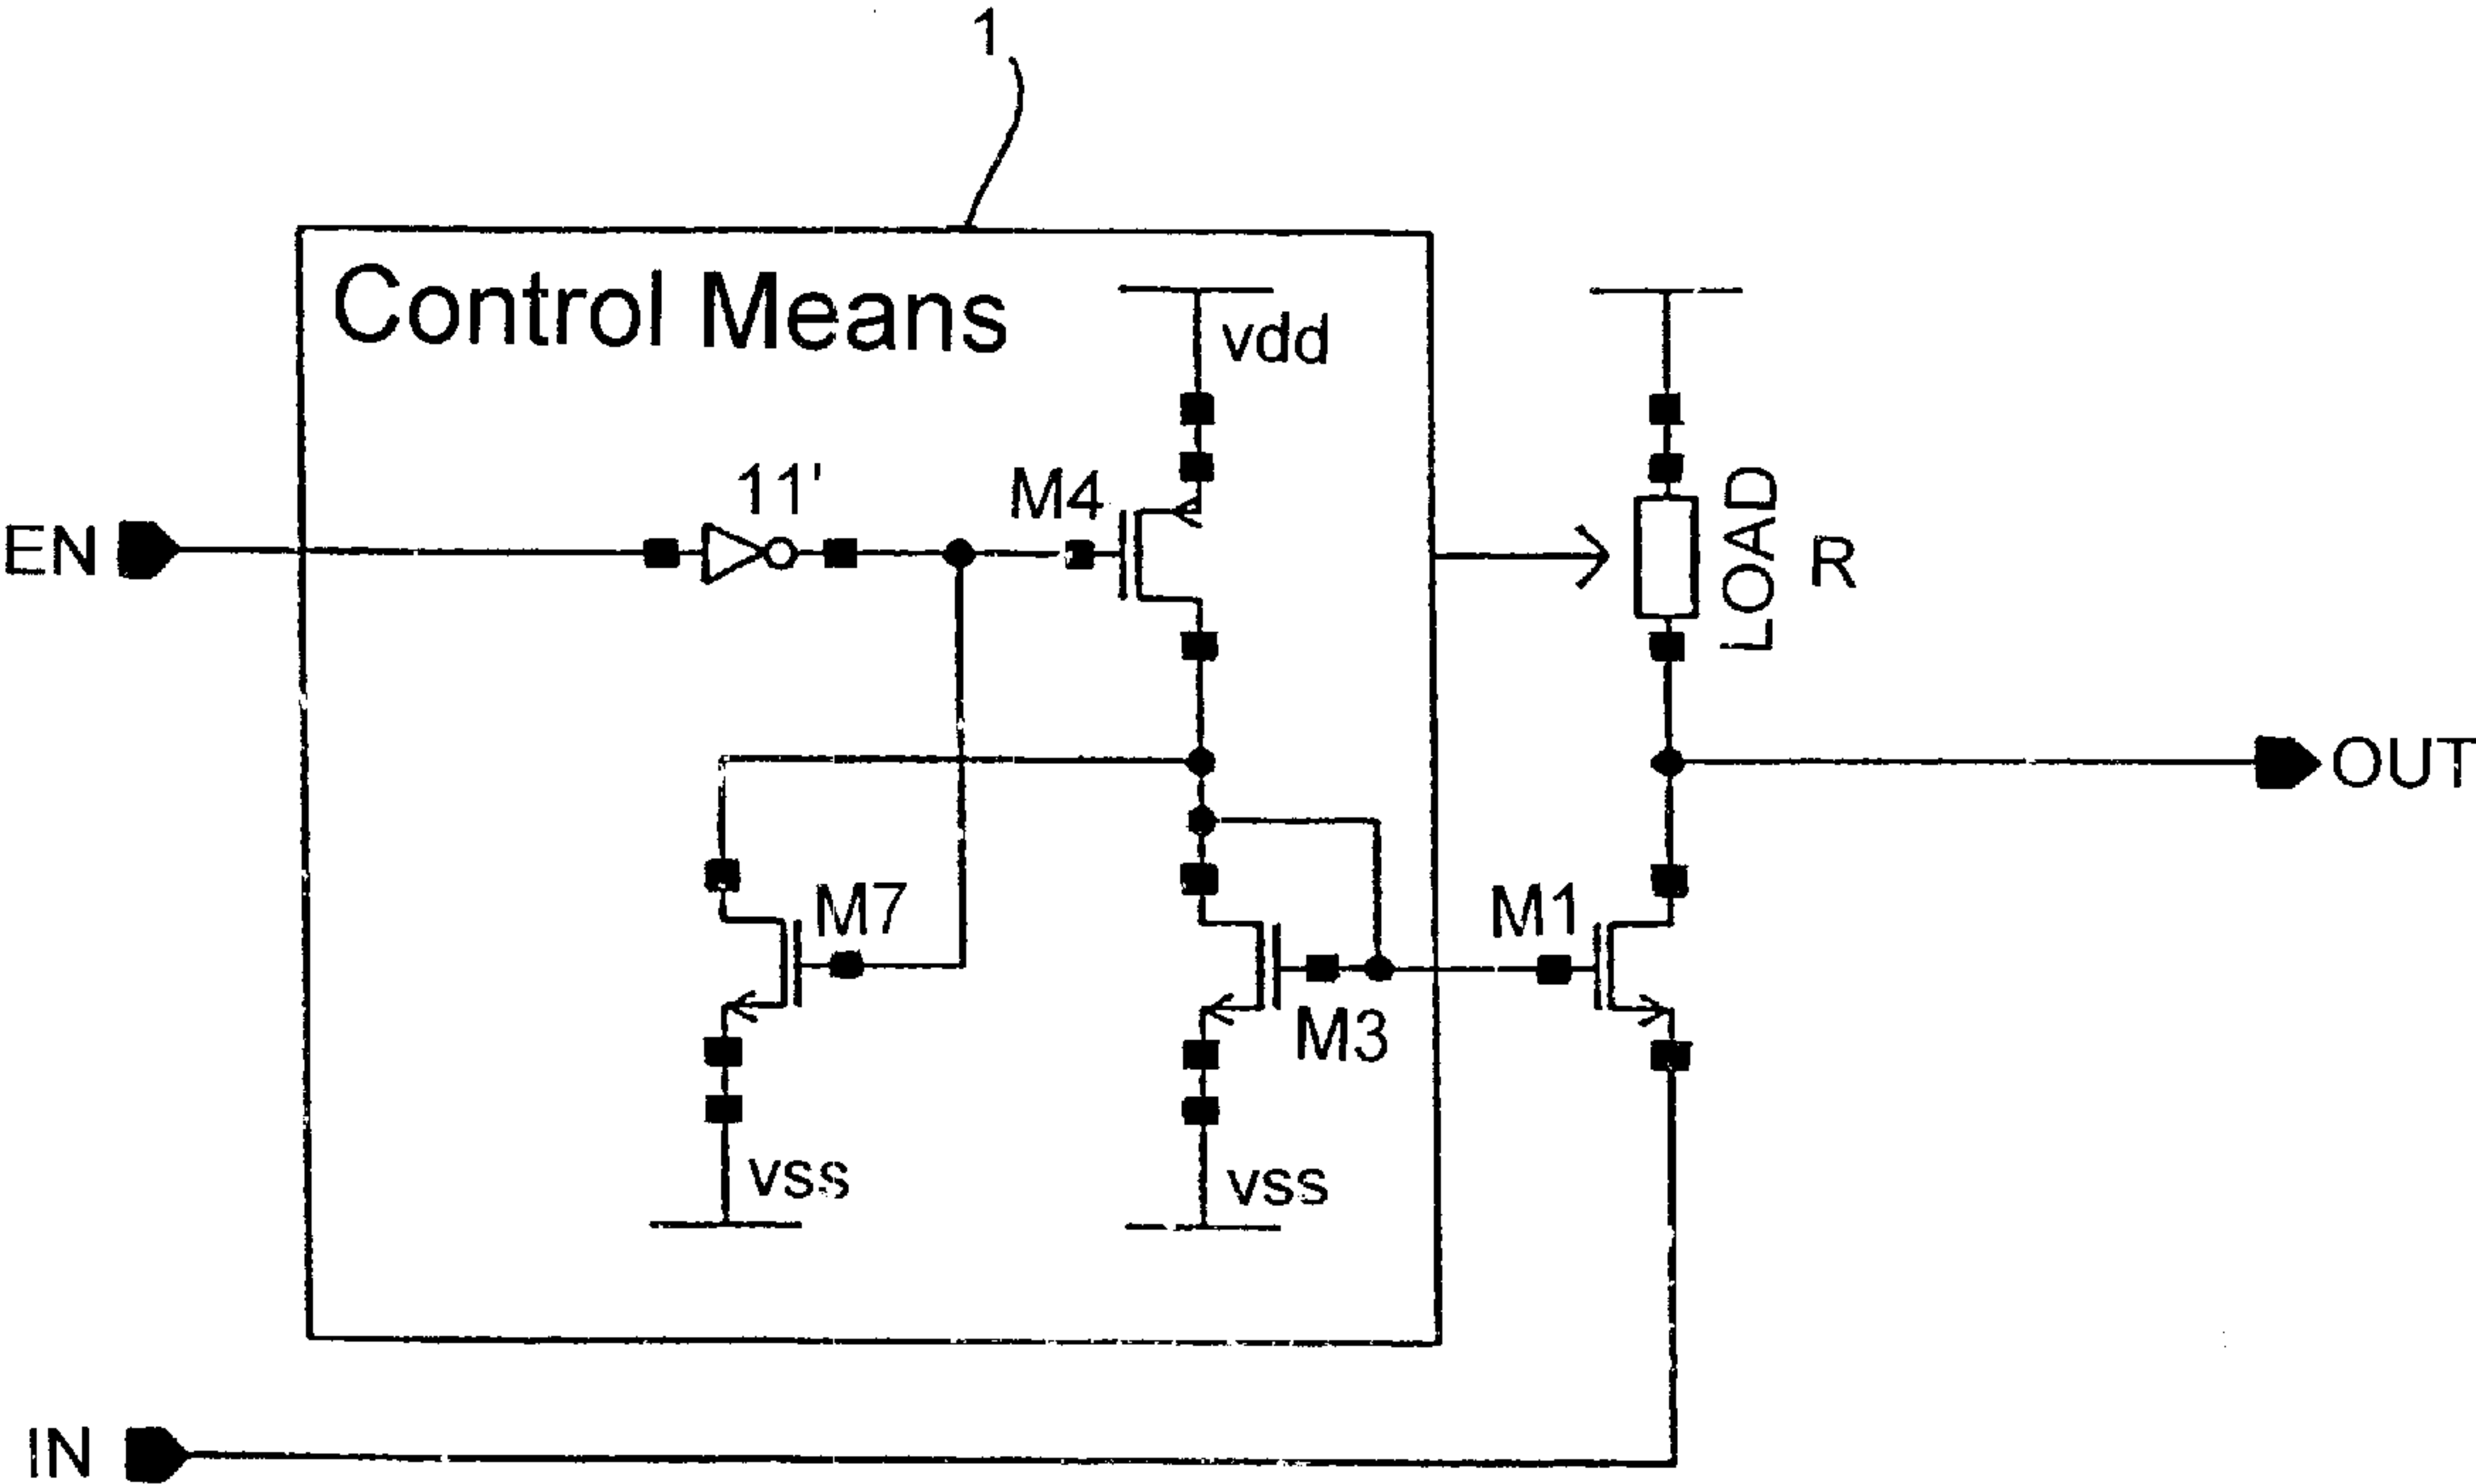 1
Control Means
vdd
11'
M4
EN
LOAD
R
OUT
M7
M1
M3
vss
vss
IN